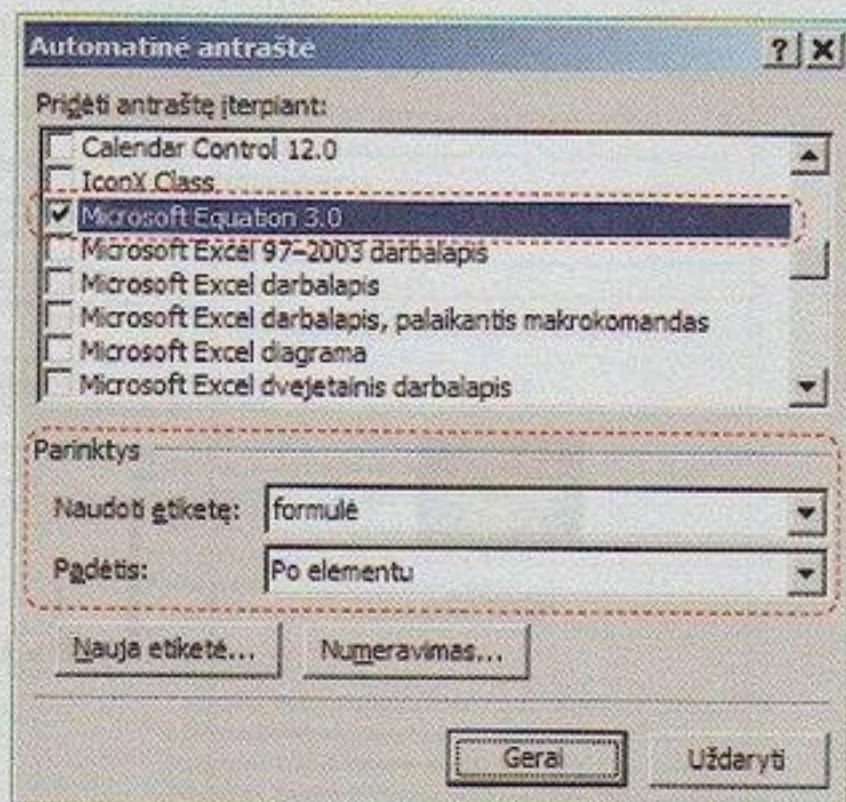 Automatinė antraštė
Pridėti antraštę įterpiant:
Calendar Control 12.0
IconX Class
Microsoft Equation 3.0
Microsoft Excel 97–2003 darbalapis
Microsoft Excel darbalapis
Microsoft Excel darbalapis, palaikantis makrokomandas
Microsoft Excel diagrama
Microsoft Excel dvejetainis darbalapis
Parinktys
Naudoti etiketę: formulė
Padėtis: Po elementu
Nauja etiketė... Numeravimas...
Gerai Uždaryti